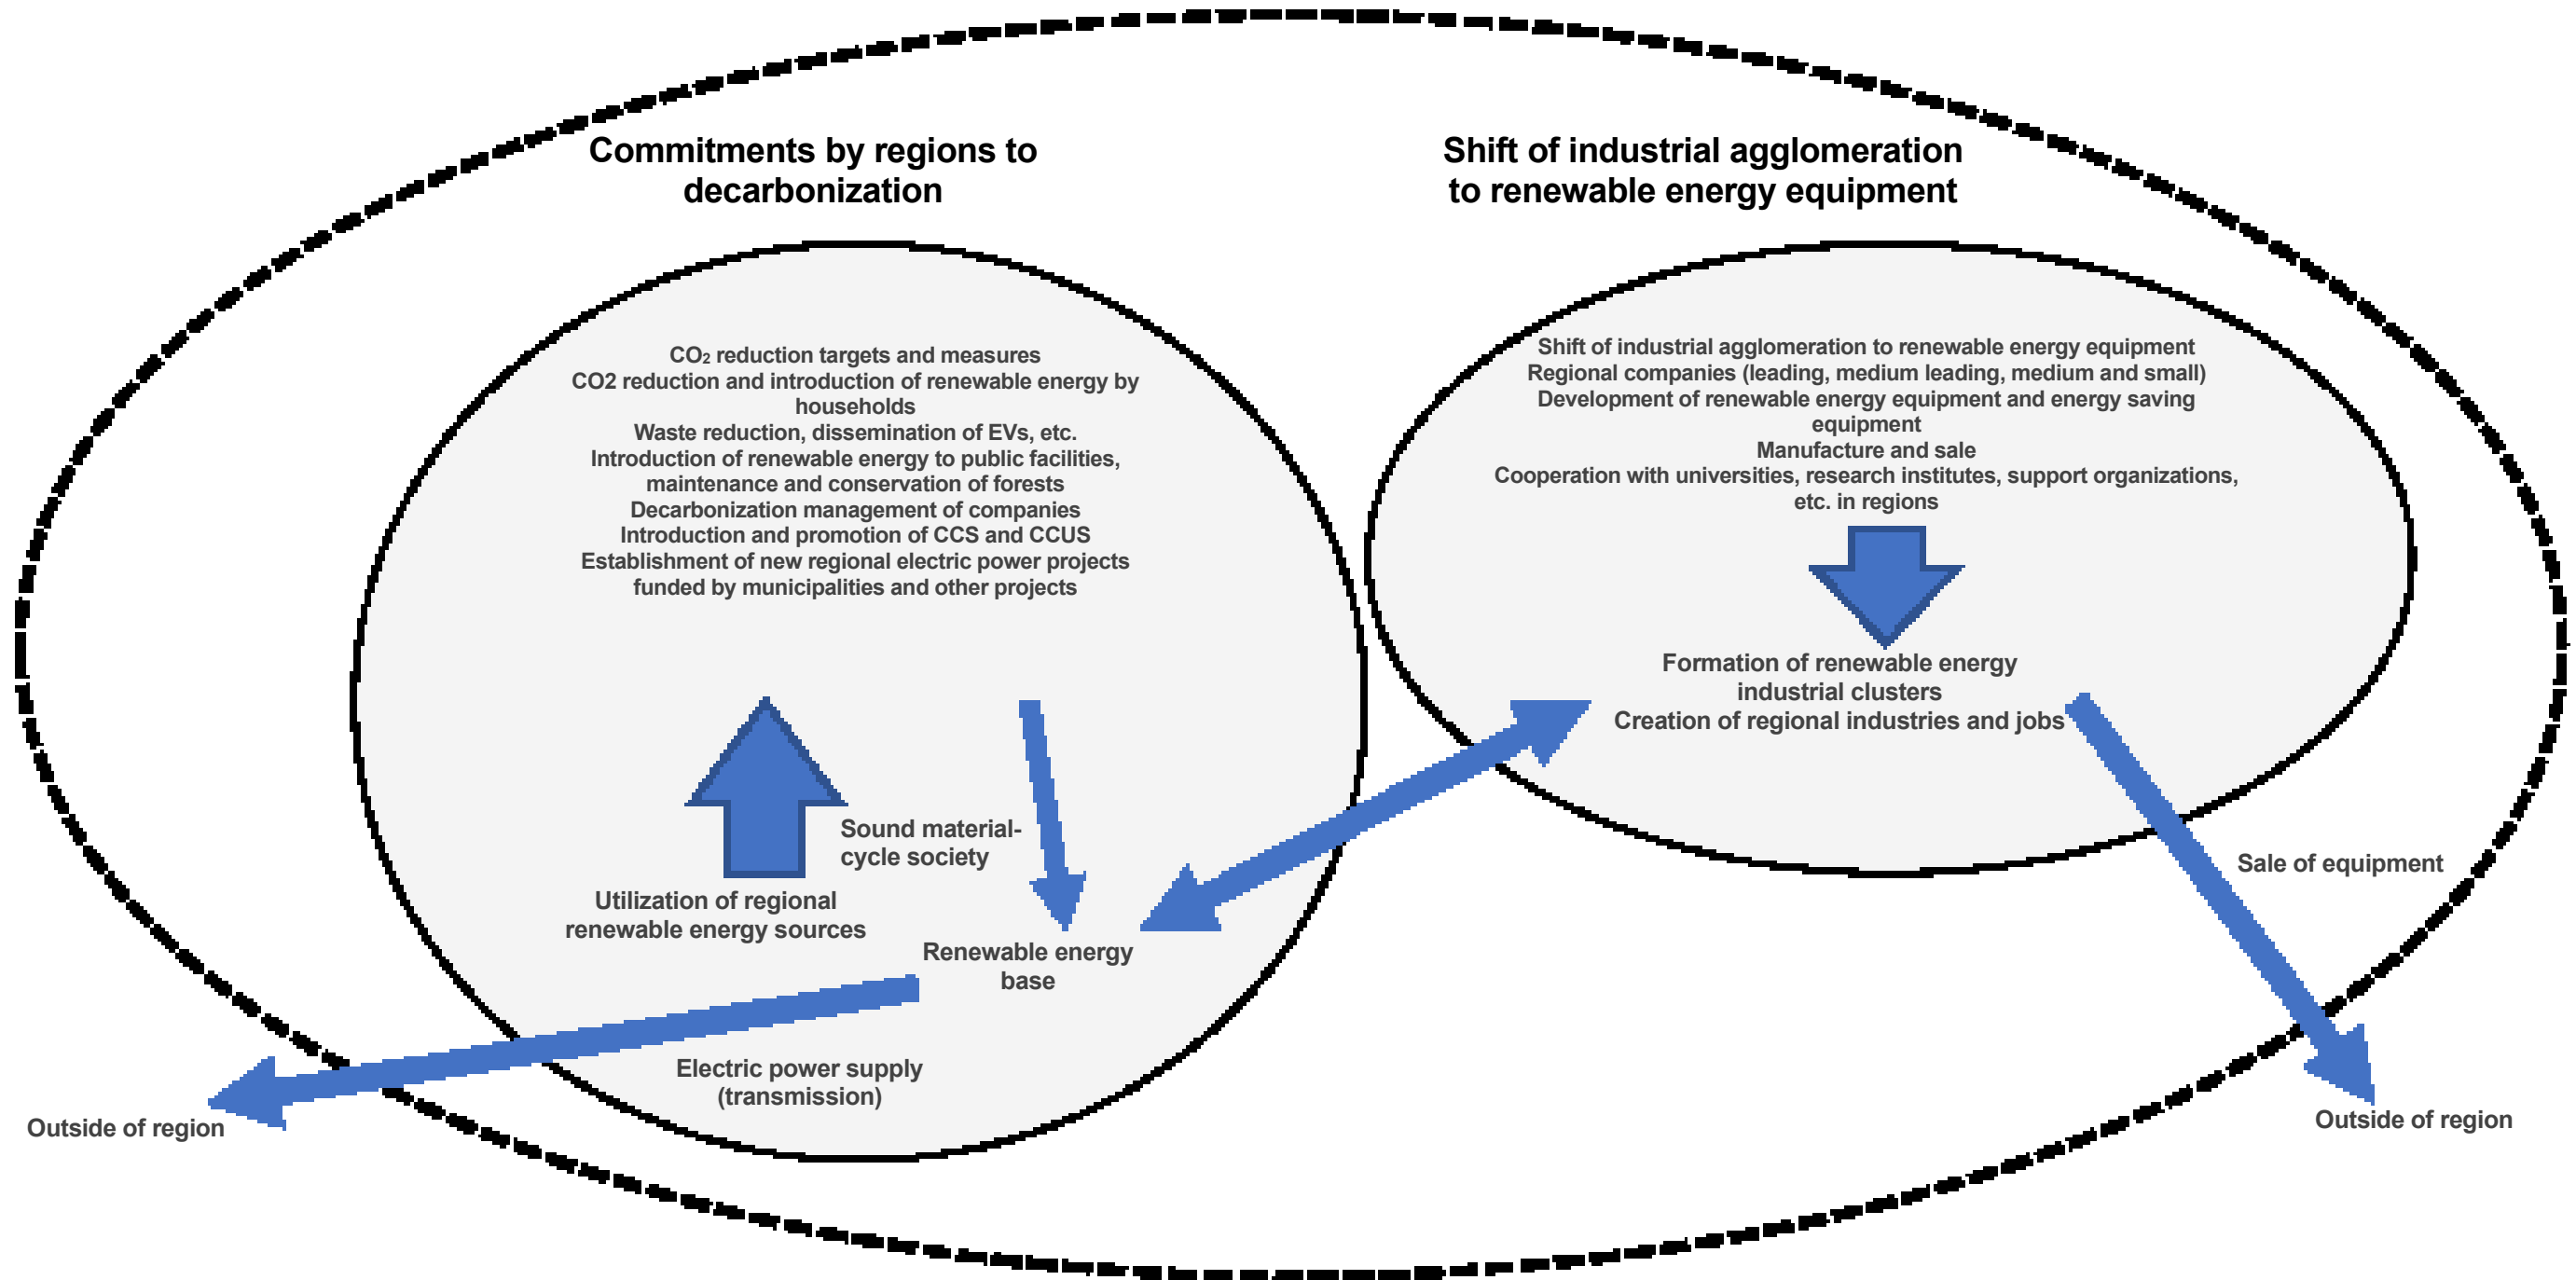 Commitments by regions to
decarbonization
Shift of industrial agglomeration
to renewable energy equipment
CO₂ reduction targets and measures
CO2 reduction and introduction of renewable energy by
households
Waste reduction, dissemination of EVs, etc.
Introduction of renewable energy to public facilities,
maintenance and conservation of forests
Decarbonization management of companies
Introduction and promotion of CCS and CCUS
Establishment of new regional electric power projects
funded by municipalities and other projects
Shift of industrial agglomeration to renewable energy equipment
Regional companies (leading, medium leading, medium and small)
Development of renewable energy equipment and energy saving
equipment
Manufacture and sale
Cooperation with universities, research institutes, support organizations,
etc. in regions
Formation of renewable energy
industrial clusters
Creation of regional industries and jobs
Sound material-
cycle society
Utilization of regional
renewable energy sources
Renewable energy
base
Electric power supply
(transmission)
Outside of region
Sale of equipment
Outside of region